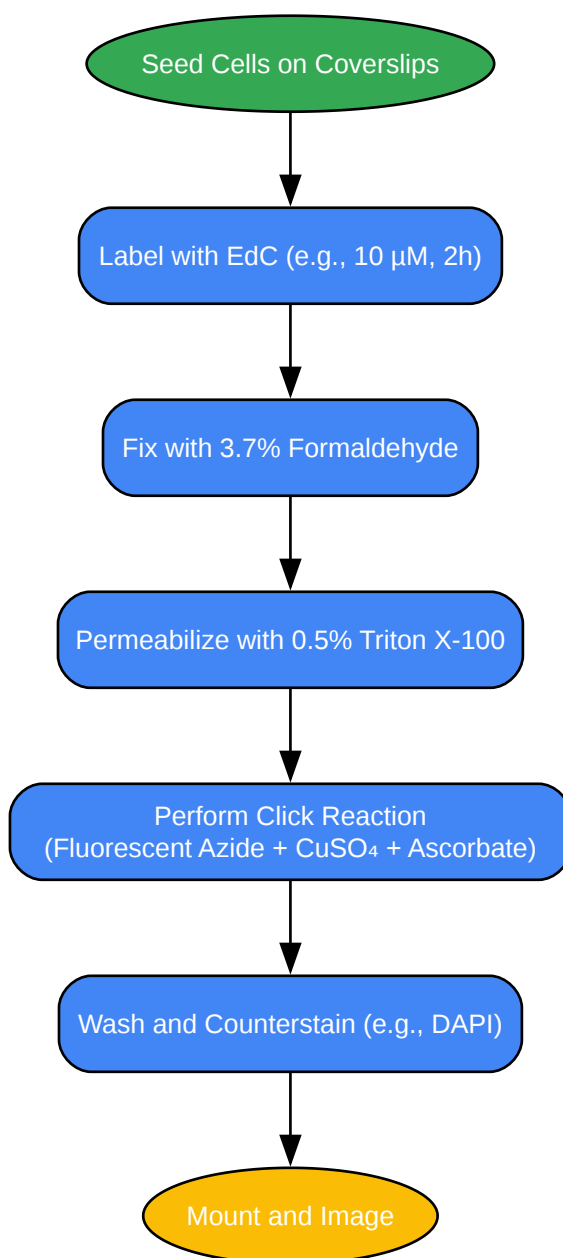 Seed Cells on Coverslips
Label with EdC (e.g., 10 µM, 2h)
Fix with 3.7% Formaldehyde
Permeabilize with 0.5% Triton X-100
Perform Click Reaction
(Fluorescent Azide + CuSO₄ + Ascorbate)
Wash and Counterstain (e.g., DAPI)
Mount and Image